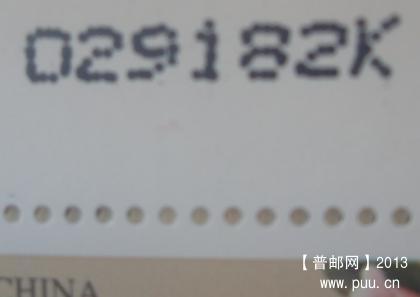 029182K
CHINA
【普邮网】2013
www.puu.cn